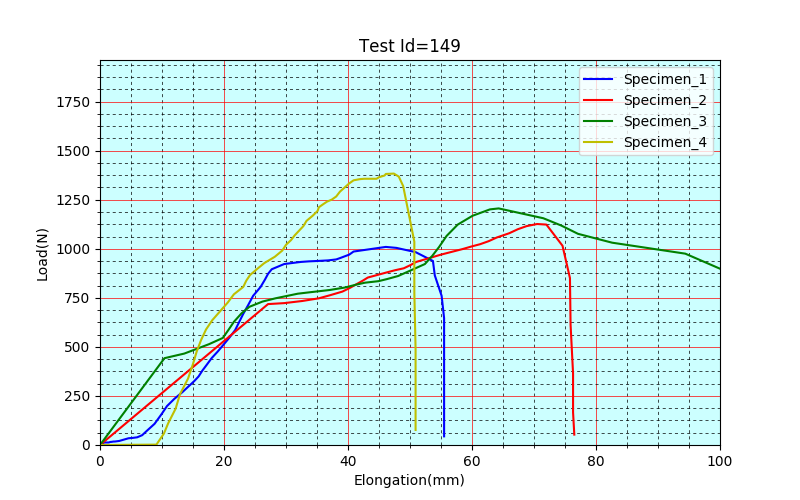 Test Id=149
Specimen_1
Specimen_2
Specimen_3
Specimen_4
1750
1500
1250
1000
750
500
250
0
Load(N)
0 20 40 60 80 100
Elongation(mm)